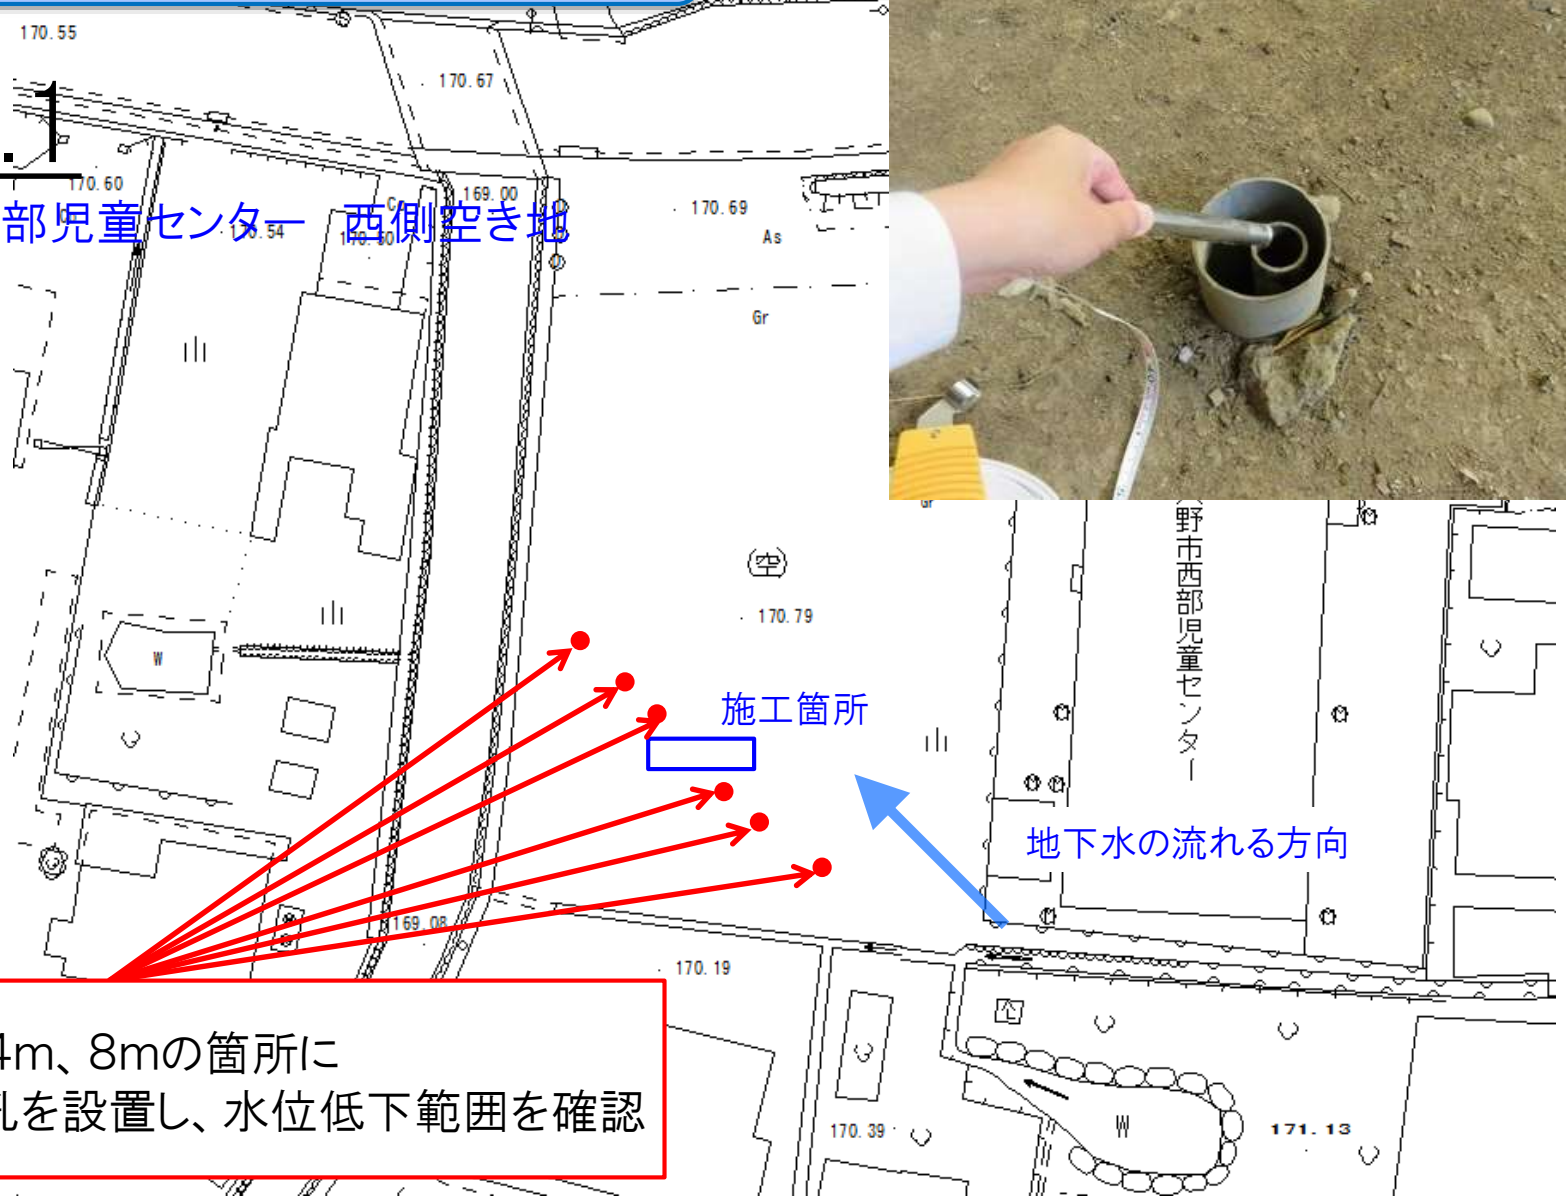 170.55
170.67
.1
170.60
169.00
170.69
部児童センター 西側空き地
170.54
170.50
As
Gr
Gr
野市西部児童センター
(空)
170.79
W
施工箇所
地下水の流れる方向
169.08
170.19
4m、8mの箇所に
孔を設置し、水位低下範囲を確認
170.39
W
171.13